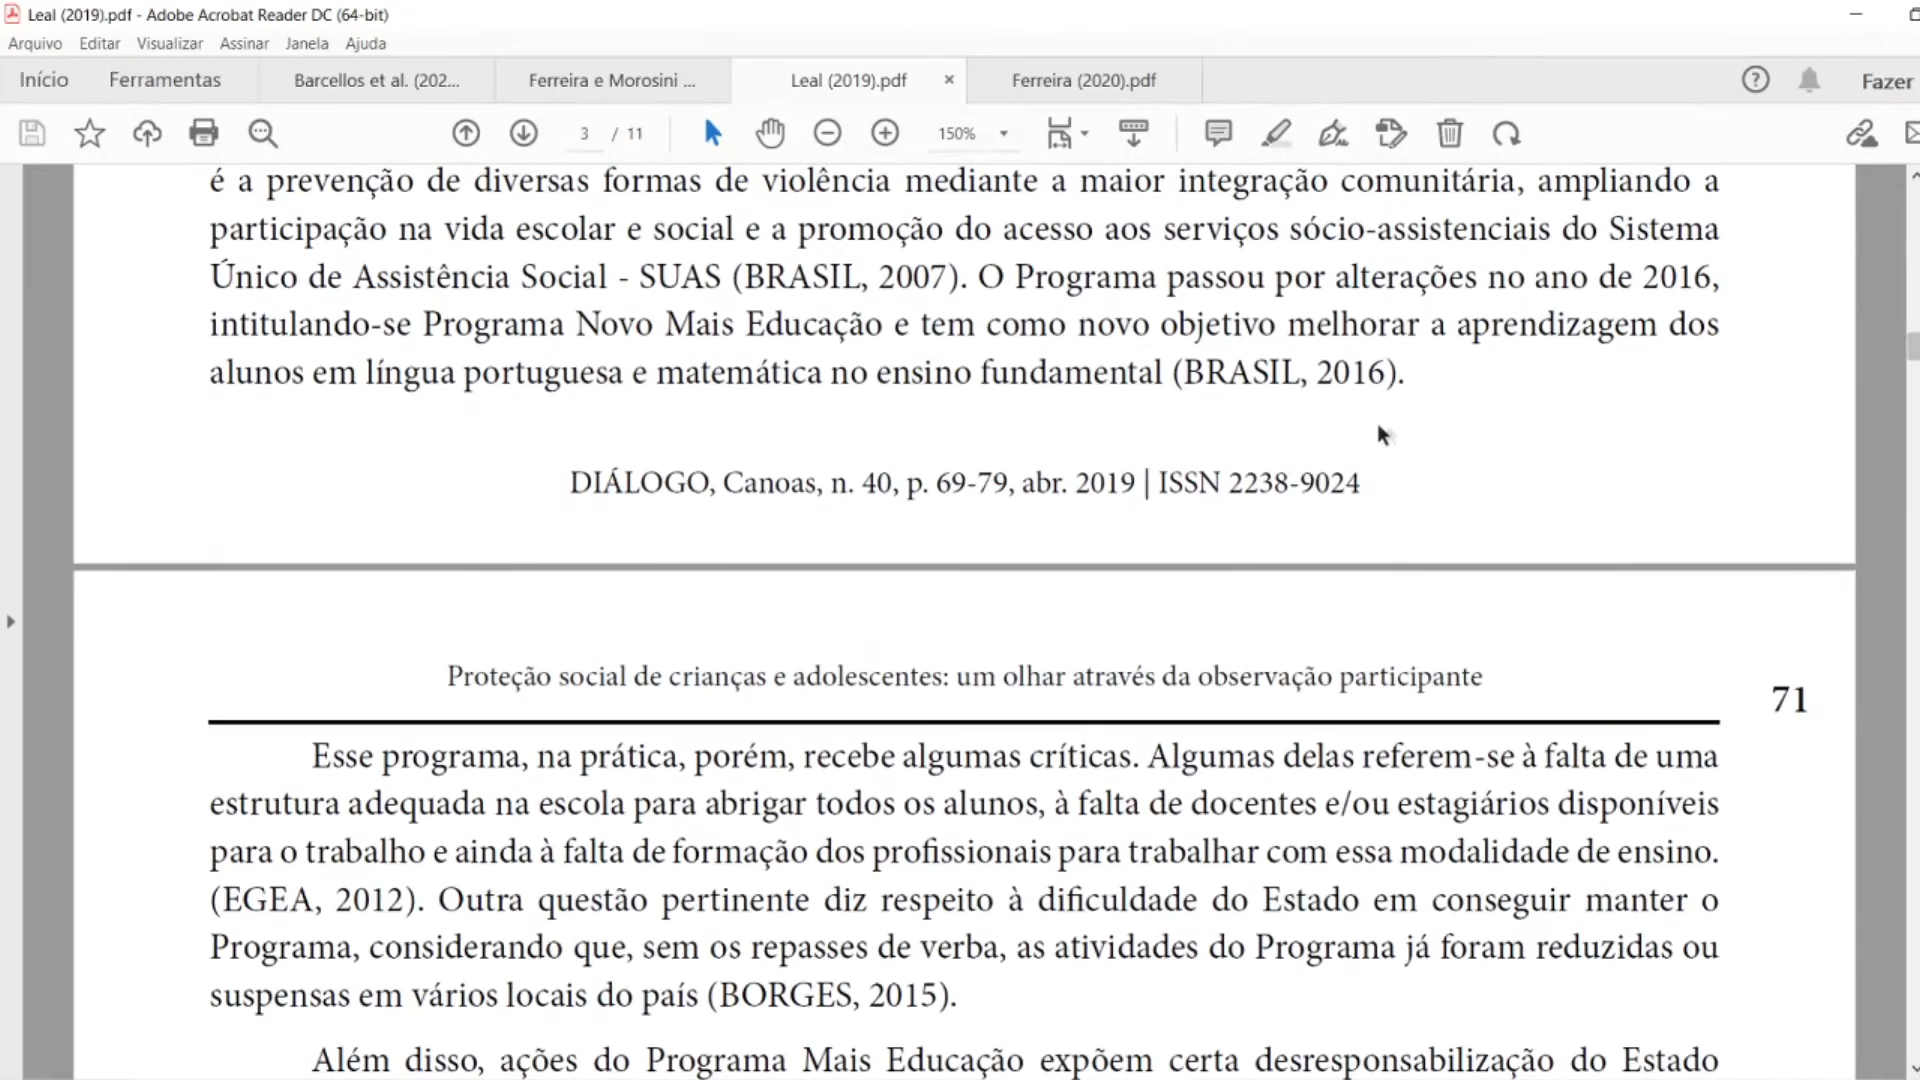 Leal (2019).pdf - Adobe Acrobat Reader DC (64-bit)
Arquivo Editar Visualizar Assinar Janela Ajuda
Início Ferramentas Barcellos et al. (202... Ferreira e Morosini ... Leal (2019).pdf × Ferreira (2020).pdf Fazer
3 / 11 150%
é a prevenção de diversas formas de violência mediante a maior integração comunitária, ampliando a
participação na vida escolar e social e a promoção do acesso aos serviços sócio-assistenciais do Sistema
Único de Assistência Social - SUAS (BRASIL, 2007). O Programa passou por alterações no ano de 2016,
intitulando-se Programa Novo Mais Educação e tem como novo objetivo melhorar a aprendizagem dos
alunos em língua portuguesa e matemática no ensino fundamental (BRASIL, 2016).
DIÁLOGO, Canoas, n. 40, p. 69-79, abr. 2019 | ISSN 2238-9024
Proteção social de crianças e adolescentes: um olhar através da observação participante
71
Esse programa, na prática, porém, recebe algumas críticas. Algumas delas referem-se à falta de uma
estrutura adequada na escola para abrigar todos os alunos, à falta de docentes e/ou estagiários disponíveis
para o trabalho e ainda à falta de formação dos profissionais para trabalhar com essa modalidade de ensino.
(EGEA, 2012). Outra questão pertinente diz respeito à dificuldade do Estado em conseguir manter o
Programa, considerando que, sem os repasses de verba, as atividades do Programa já foram reduzidas ou
suspensas em vários locais do país (BORGES, 2015).
Além disso, ações do Programa Mais Educação expõem certa desresponsabilização do Estado